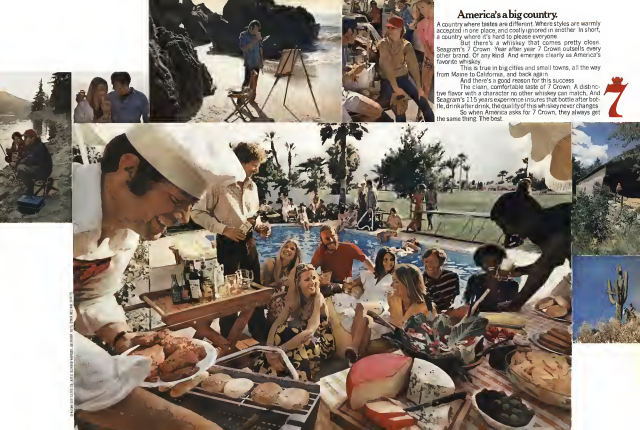 America's a big country.
A country where tastes are different. Where styles are warmly
accepted in one place, and coolly ignored in another. In short,
a country where it's hard to please everyone.
But there's a whiskey that comes pretty close.
Seagram's 7 Crown. Year after year 7 Crown outsells every
other brand. Of any kind. And emerges clearly as America's
favorite whiskey.
This is true in big cities and small towns, all the way
from Maine to California, and back again.
And there's a good reason for this success.
The clean, comfortable taste of 7 Crown. A distinc-
tive flavor with a character no other whiskey can match. And
Seagram's 115 years experience insures that bottle after bot-
tle, drink after drink, the quality of this whiskey never changes.
So when America asks for 7 Crown, they always get
the same thing. The best.
7